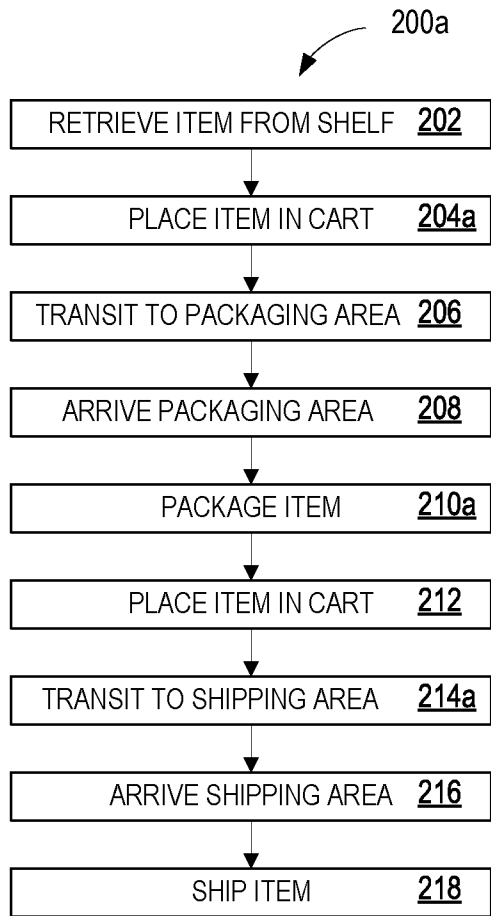 200a
RETRIEVE ITEM FROM SHELF 202
PLACE ITEM IN CART 204a
TRANSIT TO PACKAGING AREA 206
ARRIVE PACKAGING AREA 208
PACKAGE ITEM 210a
PLACE ITEM IN CART 212
TRANSIT TO SHIPPING AREA 214a
ARRIVE SHIPPING AREA 216
SHIP ITEM 218